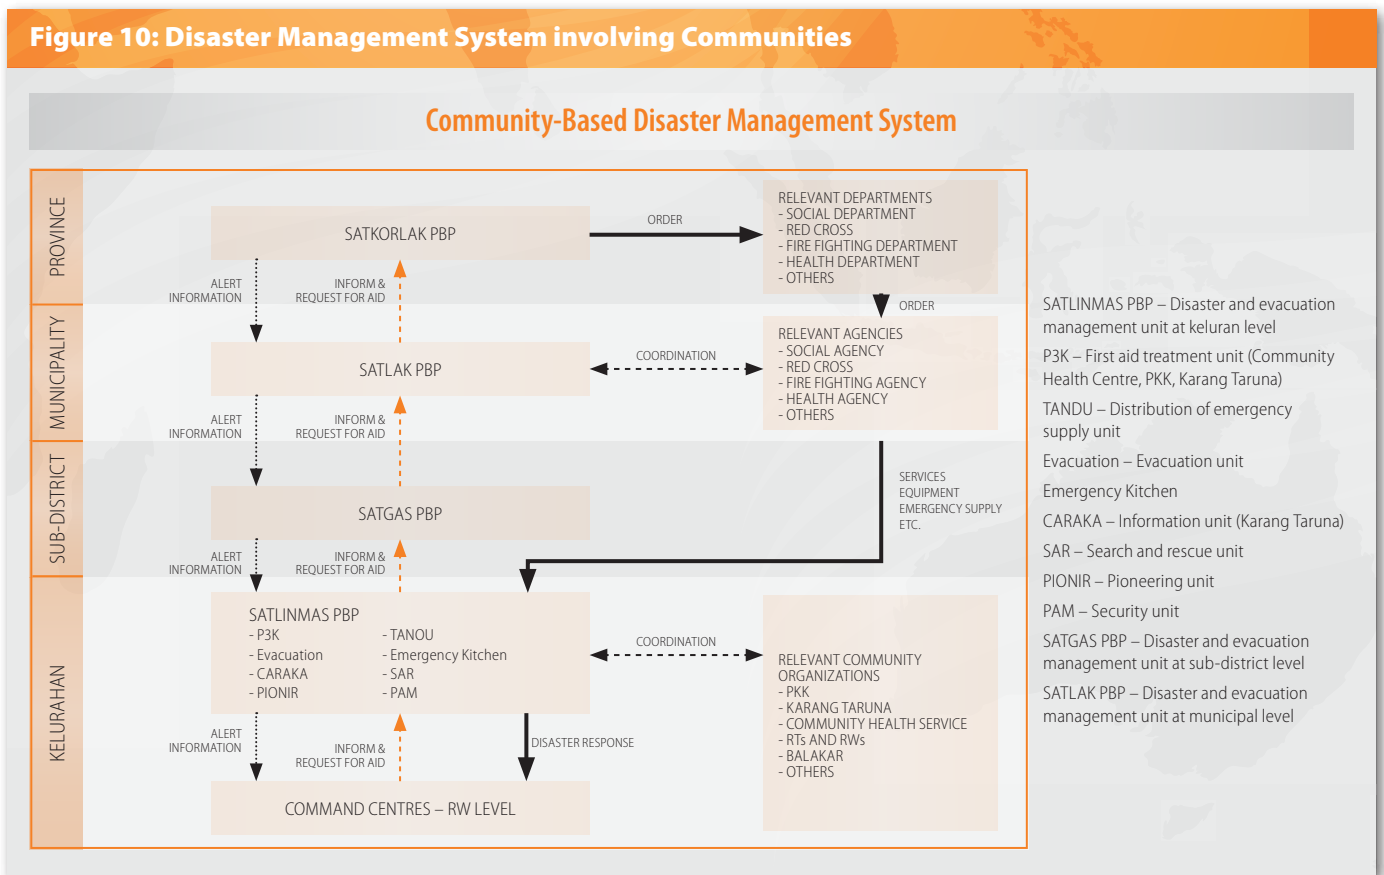 Figure 10: Disaster Management System involving Communities
Community-Based Disaster Management System
PROVINCE
SATKORLAK PBP
ORDER
RELEVANT DEPARTMENTS
- SOCIAL DEPARTMENT
- RED CROSS
- FIRE FIGHTING DEPARTMENT
- HEALTH DEPARTMENT
- OTHERS
ALERT
INFORMATION
INFORM &
REQUEST FOR AID
ORDER
MUNICIPALITY
SATLAK PBP
COORDINATION
RELEVANT AGENCIES
- SOCIAL AGENCY
- RED CROSS
- FIRE FIGHTING AGENCY
- HEALTH AGENCY
- OTHERS
ALERT
INFORMATION
INFORM &
REQUEST FOR AID
SUB-DISTRICT
SATGAS PBP
SERVICES
EQUIPMENT
EMERGENCY SUPPLY
ETC.
ALERT
INFORMATION
INFORM &
REQUEST FOR AID
KELURAHAN
SATLINMAS PBP
- P3K
- Evacuation
- CARAKA
- PIONIR
- TANOU
- Emergency Kitchen
- SAR
- PAM
COORDINATION
RELEVANT COMMUNITY
ORGANIZATIONS
- PKK
- KARANG TARUNA
- COMMUNITY HEALTH SERVICE
- RTs AND RWs
- BALAKAR
- OTHERS
ALERT
INFORMATION
INFORM &
REQUEST FOR AID
DISASTER RESPONSE
COMMAND CENTRES – RW LEVEL
SATLINMAS PBP – Disaster and evacuation
management unit at keluran level
P3K – First aid treatment unit (Community
Health Centre, PKK, Karang Taruna)
TANDU – Distribution of emergency
supply unit
Evacuation – Evacuation unit
Emergency Kitchen
CARAKA – Information unit (Karang Taruna)
SAR – Search and rescue unit
PIONIR – Pioneering unit
PAM – Security unit
SATGAS PBP – Disaster and evacuation
management unit at sub-district level
SATLAK PBP – Disaster and evacuation
management unit at municipal level